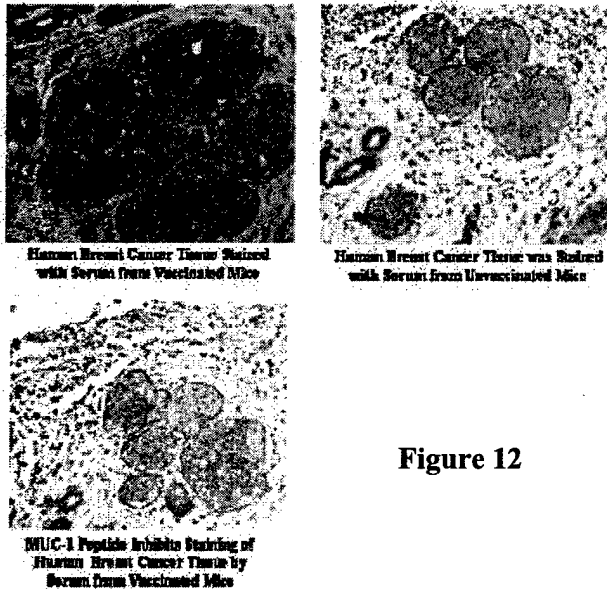 Human Breast Cancer Tissue Stained
with Serum from Vaccinated Mice
Human Breast Cancer Tissue was Stained
with Serum from Unvaccinated Mice
MUC-1 Peptide Inhibits Staining of
Human Breast Cancer Tissue by
Serum from Vaccinated Mice
Figure 12